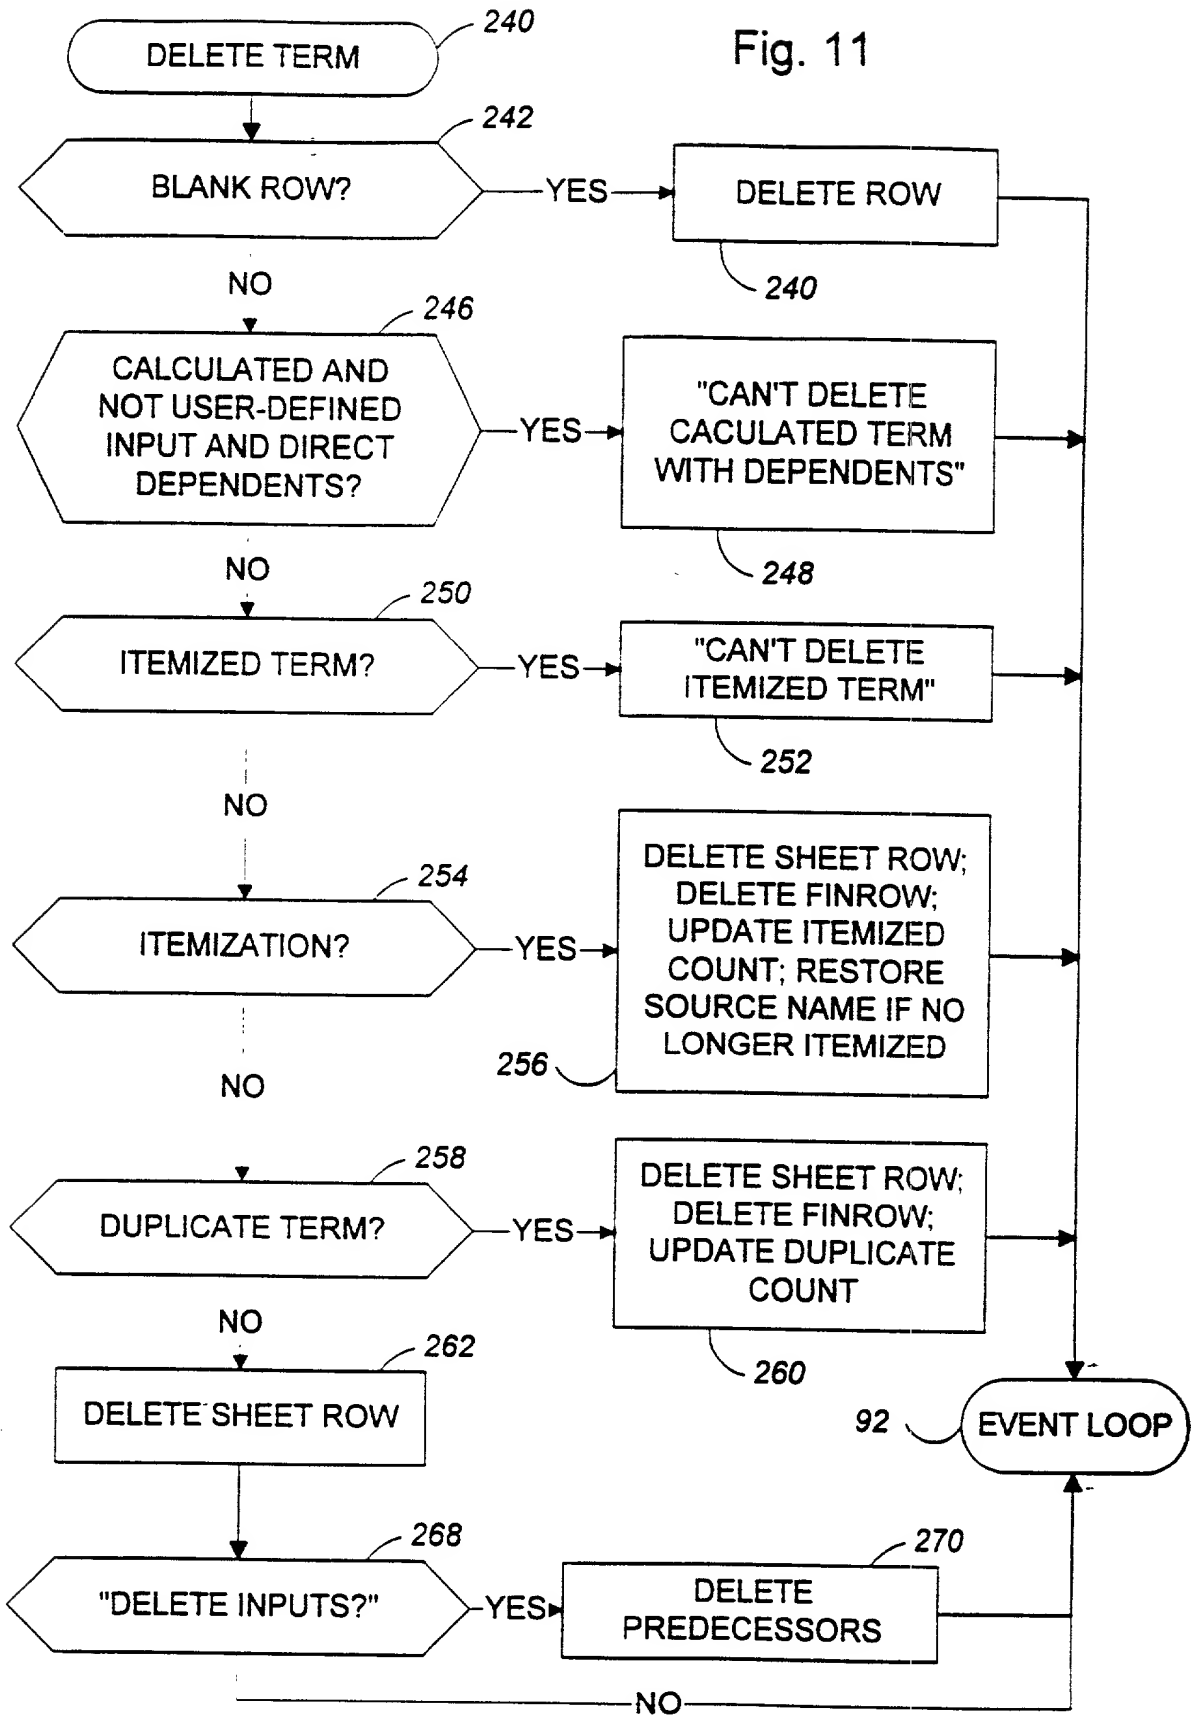 240
Fig. 11
DELETE TERM
242
BLANK ROW?
YES
DELETE ROW
240
NO
246
CALCULATED AND
NOT USER-DEFINED
INPUT AND DIRECT
DEPENDENTS?
YES
"CAN'T DELETE
CACULATED TERM
WITH DEPENDENTS"
248
NO
250
ITEMIZED TERM?
YES
"CAN'T DELETE
ITEMIZED TERM"
252
NO
254
ITEMIZATION?
YES
DELETE SHEET ROW;
DELETE FINROW;
UPDATE ITEMIZED
COUNT; RESTORE
SOURCE NAME IF NO
LONGER ITEMIZED
256
NO
258
DUPLICATE TERM?
YES
DELETE SHEET ROW;
DELETE FINROW;
UPDATE DUPLICATE
COUNT
260
NO
262
DELETE SHEET ROW
92
EVENT LOOP
268
"DELETE INPUTS?"
YES
270
DELETE
PREDECESSORS
NO